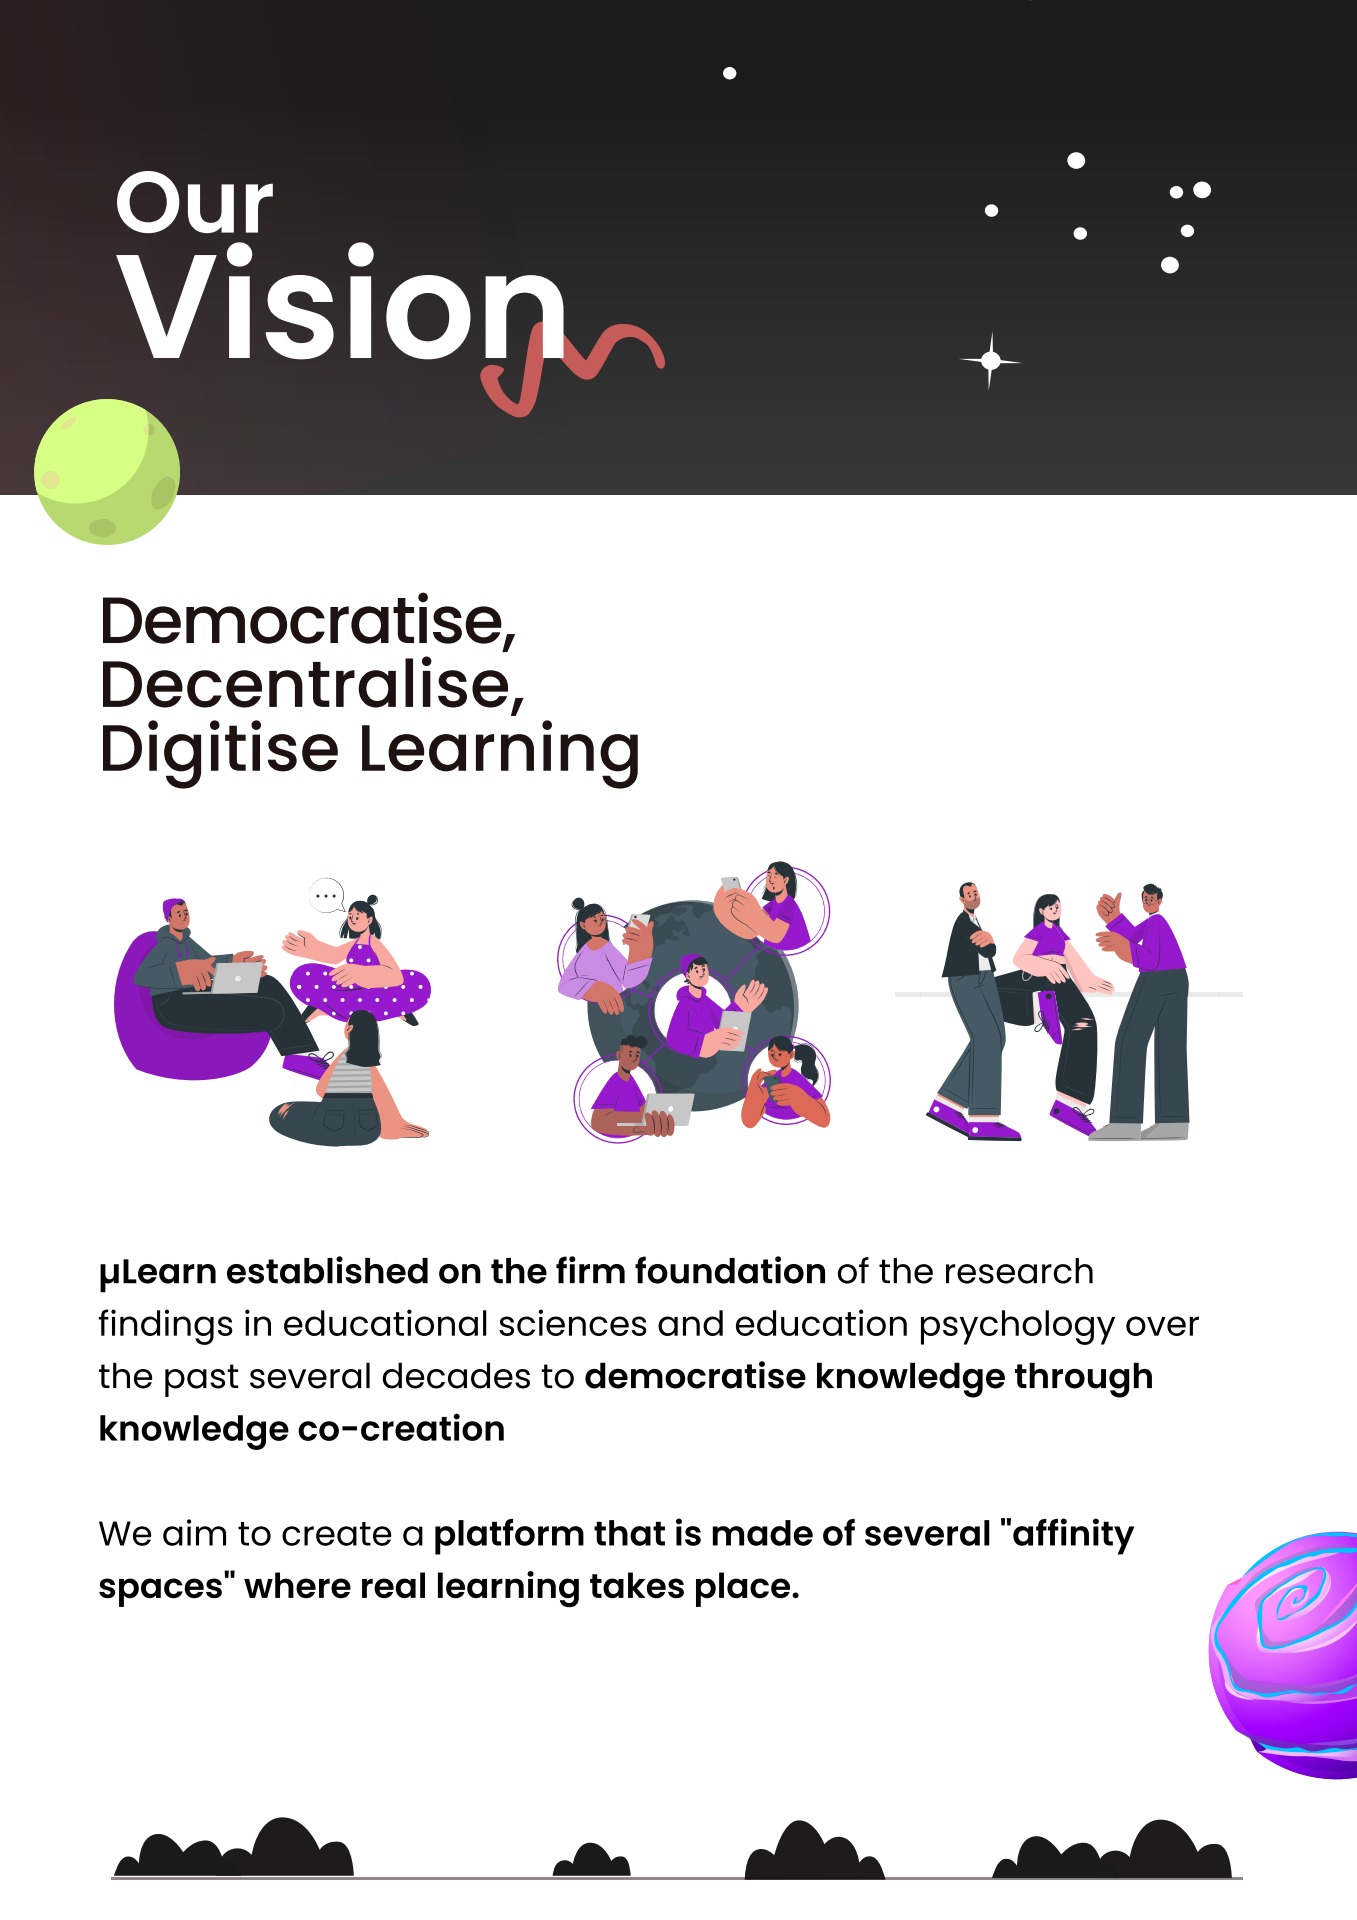 Our
Vision
Democratise,
Decentralise,
Digitise Learning
µLearn established on the firm foundation of the research
findings in educational sciences and education psychology over
the past several decades to democratise knowledge through
knowledge co-creation
We aim to create a platform that is made of several "affinity
spaces" where real learning takes place.